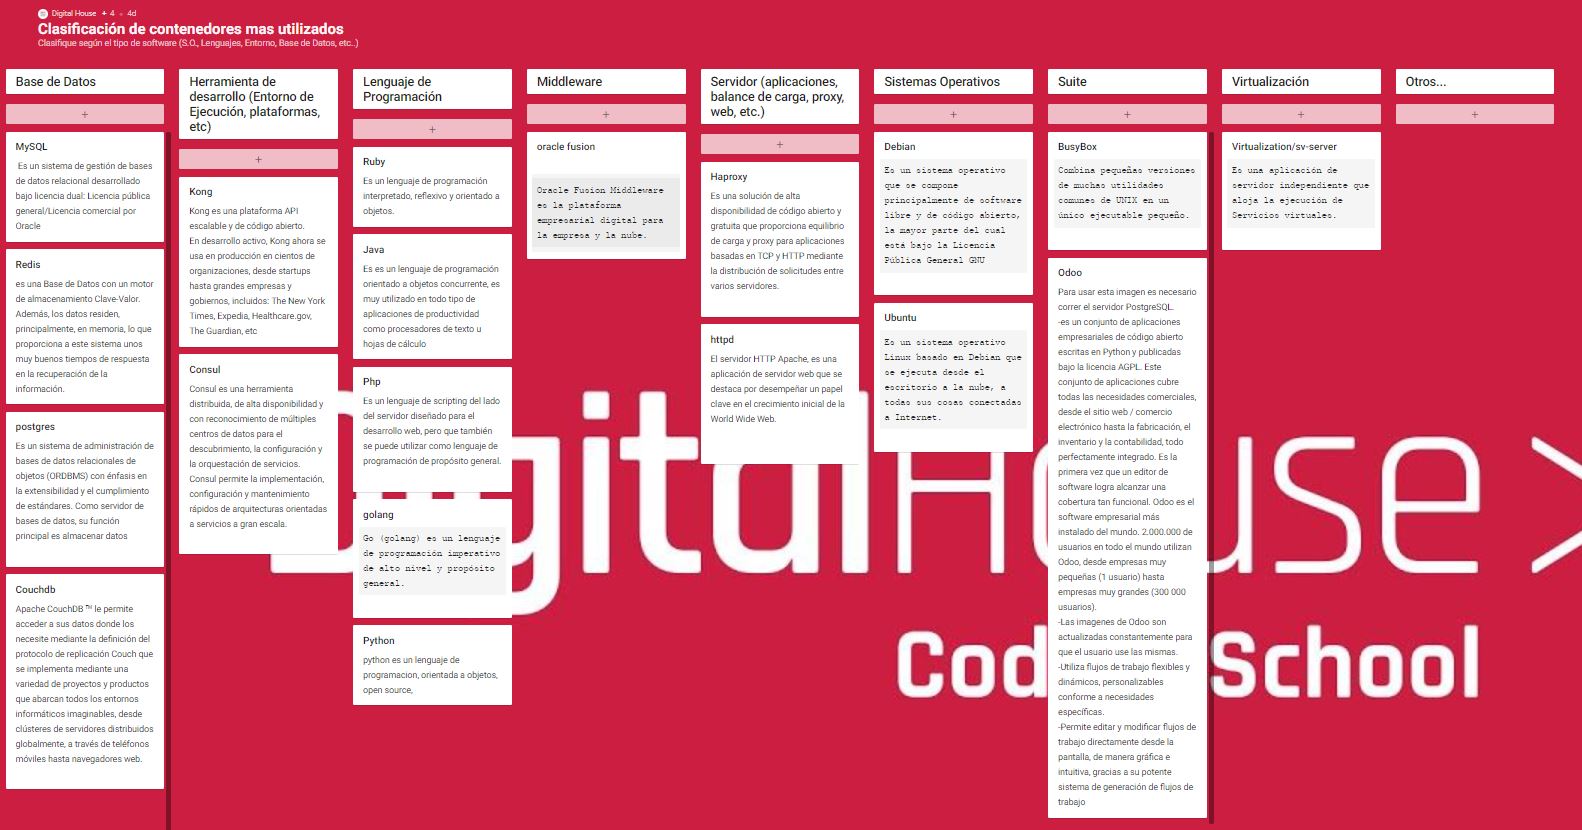 Digital House + 4 • 4d
Clasificación de contenedores mas utilizados
Clasifique según el tipo de software (S.O., Lenguajes, Entorno, Base de Datos, etc..)
Base de Datos
+
MySQL
Es un sistema de gestión de bases
de datos relacional desarrollado
bajo licencia dual: Licencia pública
general/Licencia comercial por
Oracle
Redis
es una Base de Datos con un motor
de almacenamiento Clave-Valor.
Además, los datos residen,
principalmente, en memoria, lo que
proporciona a este sistema unos
muy buenos tiempos de respuesta
en la recuperación de la
información.
postgres
Es un sistema de administración de
bases de datos relacionales de
objetos (ORDBMS) con énfasis en
la extensibilidad y el cumplimiento
de estándares. Como servidor de
bases de datos, su función
principal es almacenar datos
Couchdb
Apache CouchDB ™ le permite
acceder a sus datos donde los
necesite mediante la definición del
protocolo de replicación Couch que
se implementa mediante una
variedad de proyectos y productos
que abarcan todos los entornos
informáticos imaginables, desde
clústeres de servidores distribuidos
globalmente, a través de teléfonos
móviles hasta navegadores web.
Herramienta de
desarrollo (Entorno de
Ejecución, plataformas,
etc)
+
Kong
Kong es una plataforma API
escalable y de código abierto.
En desarrollo activo, Kong ahora se
usa en producción en cientos de
organizaciones, desde startups
hasta grandes empresas y
gobiernos, incluidos: The New York
Times, Expedia, Healthcare.gov,
The Guardian, etc
Consul
Consul es una herramienta
distribuida, de alta disponibilidad y
con reconocimiento de múltiples
centros de datos para el
descubrimiento, la configuración y
la orquestación de servicios.
Consul permite la implementación,
configuración y mantenimiento
rápidos de arquitecturas orientadas
a servicios a gran escala.
Lenguaje de
Programación
+
Ruby
Es un lenguaje de programación
interpretado, reflexivo y orientado a
objetos.
Java
Es es un lenguaje de programación
orientado a objetos concurrente, es
muy utilizado en todo tipo de
aplicaciones de productividad
como procesadores de texto u
hojas de cálculo
Php
Es un lenguaje de scripting del lado
del servidor diseñado para el
desarrollo web, pero que también
se puede utilizar como lenguaje de
programación de propósito general.
golang
Go (golang) es un lenguaje
de programación imperativo
de alto nivel y propósito
general.
Python
python es un lenguaje de
programacion, orientada a objetos,
open source,
Middleware
+
oracle fusion
Oracle Fusion Middleware
es la plataforma
empresarial digital para
la empresa y la nube.
Servidor (aplicaciones,
balance de carga, proxy,
web, etc.)
+
Haproxy
Es una solución de alta
disponibilidad de código abierto y
gratuita que proporciona equilibrio
de carga y proxy para aplicaciones
basadas en TCP y HTTP mediante
la distribución de solicitudes entre
varios servidores.
httpd
El servidor HTTP Apache, es una
aplicación de servidor web que se
destaca por desempeñar un papel
clave en el crecimiento inicial de la
World Wide Web.
Sistemas Operativos
+
Debian
Es un sistema operativo
que se compone
principalmente de software
libre y de código abierto,
la mayor parte del cual
está bajo la Licencia
Pública General GNU
Ubuntu
Es un sistema operativo
Linux basado en Debian que
se ejecuta desde el
escritorio a la nube, a
todas sus cosas conectadas
a Internet.
Suite
+
BusyBox
Combina pequeñas versiones
de muchas utilidades
comunes de UNIX en un
único ejecutable pequeño.
Odoo
Para usar esta imagen es necesario
correr el servidor PostgreSQL.
-es un conjunto de aplicaciones
empresariales de código abierto
escritas en Python y publicadas
bajo la licencia AGPL. Este
conjunto de aplicaciones cubre
todas las necesidades comerciales,
desde el sitio web / comercio
electrónico hasta la fabricación, el
inventario y la contabilidad, todo
perfectamente integrado. Es la
primera vez que un editor de
software logra alcanzar una
cobertura tan funcional. Odoo es el
software empresarial más
instalado del mundo. 2.000.000 de
usuarios en todo el mundo utilizan
Odoo, desde empresas muy
pequeñas (1 usuario) hasta
empresas muy grandes (300 000
usuarios).
-Las imagenes de Odoo son
actualizadas constantemente para
que el usuario use las mismas.
-Utiliza flujos de trabajo flexibles y
dinámicos, personalizables
conforme a necesidades
específicas.
-Permite editar y modificar flujos de
trabajo directamente desde la
pantalla, de manera gráfica e
intuitiva, gracias a su potente
sistema de generación de flujos de
trabajo
Virtualización
+
Virtualization/sv-server
Es una aplicación de
servidor independiente que
aloja la ejecución de
Servicios virtuales.
Otros...
+
DigitalHouse >
Cod School